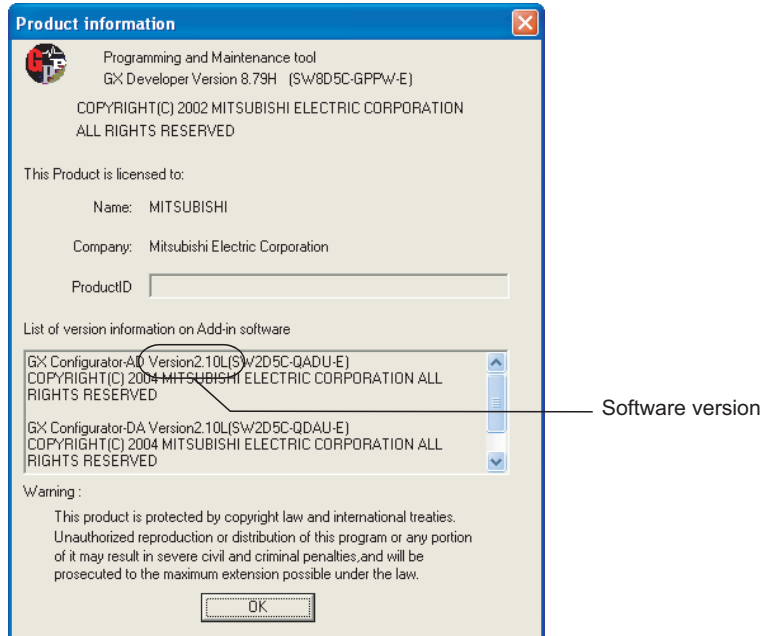 Product information
GPP
Programming and Maintenance tool
GX Developer Version 8.79H (SW8D5C-GPPW-E)
COPYRIGHT(C) 2002 MITSUBISHI ELECTRIC CORPORATION
ALL RIGHTS RESERVED
This Product is licensed to:
Name: MITSUBISHI
Company: Mitsubishi Electric Corporation
ProductID
List of version information on Add-in software
GX Configurator-AD Version2.10L(SW2D5C-QADU-E)
COPYRIGHT(C) 2004 MITSUBISHI ELECTRIC CORPORATION ALL
RIGHTS RESERVED
GX Configurator-DA Version2.10L(SW2D5C-QDAU-E)
COPYRIGHT(C) 2004 MITSUBISHI ELECTRIC CORPORATION ALL
RIGHTS RESERVED
Software version
Warning :
This product is protected by copyright law and international treaties.
Unauthorized reproduction or distribution of this program or any portion
of it may result in severe civil and criminal penalties,and will be
prosecuted to the maximum extension possible under the law.
OK